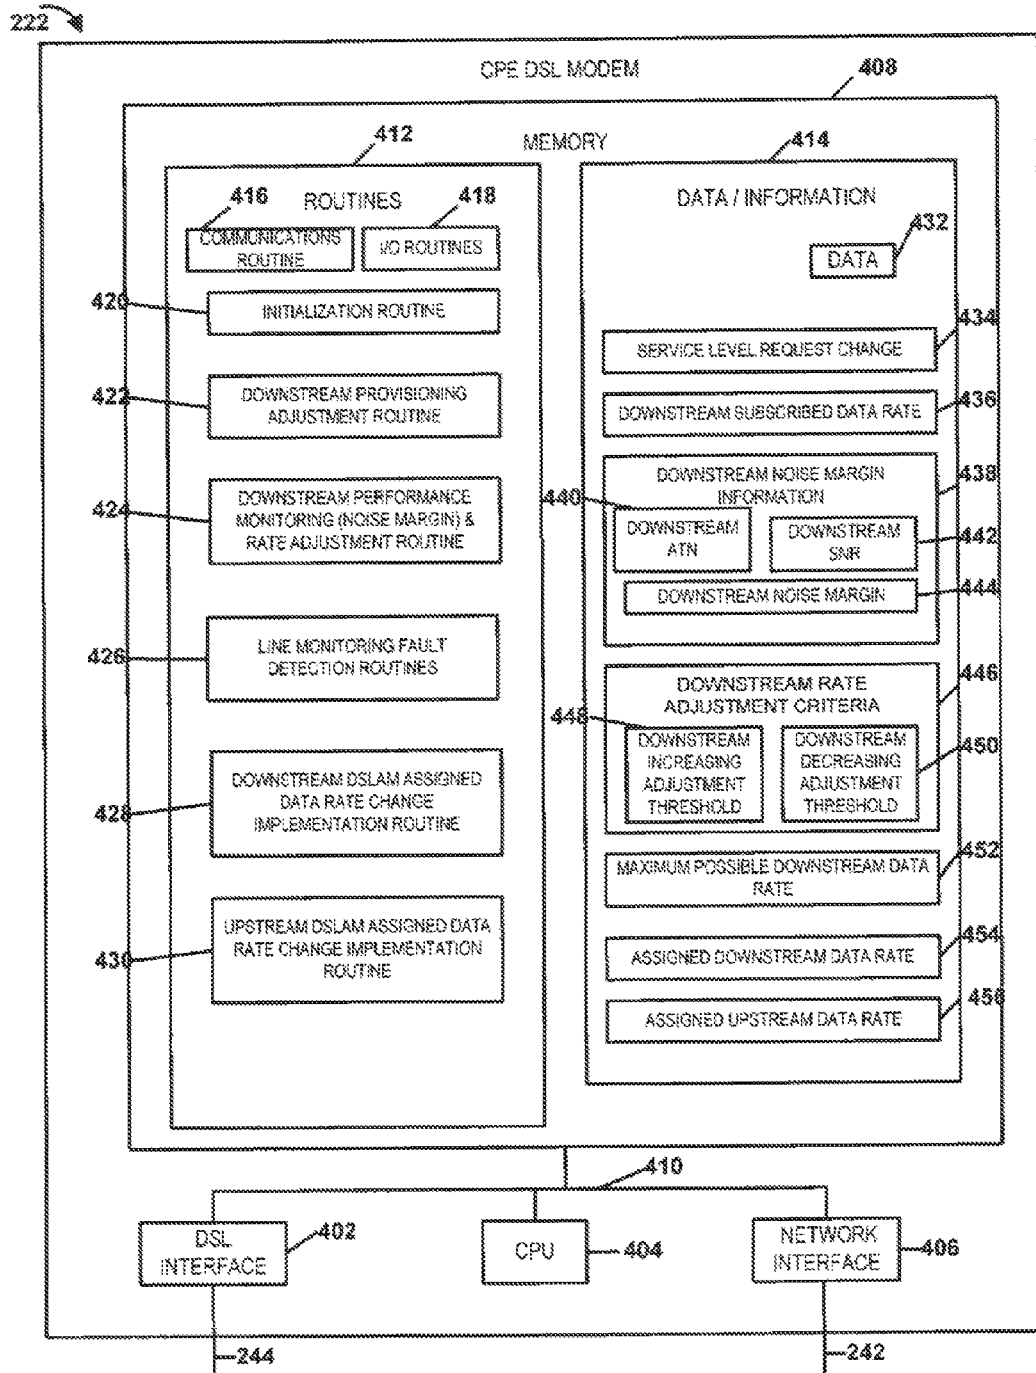 222
CPE DSL MODEM
408
MEMORY
412
414
ROUTINES
416
418
COMMUNICATIONS
ROUTINE
I/O ROUTINES
420
INITIALIZATION ROUTINE
422
DOWNSTREAM PROVISIONING
ADJUSTMENT ROUTINE
424
DOWNSTREAM PERFORMANCE
MONITORING (NOISE MARGIN) &
RATE ADJUSTMENT ROUTINE
426
LINE MONITORING FAULT
DETECTION ROUTINES
428
DOWNSTREAM DSLAM ASSIGNED
DATA RATE CHANGE
IMPLEMENTATION ROUTINE
430
UPSTREAM DSLAM ASSIGNED DATA
RATE CHANGE IMPLEMENTATION
ROUTINE
DATA / INFORMATION
432
DATA
434
SERVICE LEVEL REQUEST CHANGE
DOWNSTREAM SUBSCRIBED DATA RATE
436
DOWNSTREAM NOISE MARGIN
INFORMATION
438
440
DOWNSTREAM
ATN
DOWNSTREAM
SNR
442
DOWNSTREAM NOISE MARGIN
444
DOWNSTREAM RATE
ADJUSTMENT CRITERIA
446
448
DOWNSTREAM
INCREASING
ADJUSTMENT
THRESHOLD
DOWNSTREAM
DECREASING
ADJUSTMENT
THRESHOLD
450
MAXIMUM POSSIBLE DOWNSTREAM DATA
RATE
452
454
ASSIGNED DOWNSTREAM DATA RATE
456
ASSIGNED UPSTREAM DATA RATE
410
DSL
INTERFACE
402
CPU
404
NETWORK
INTERFACE
406
244
242